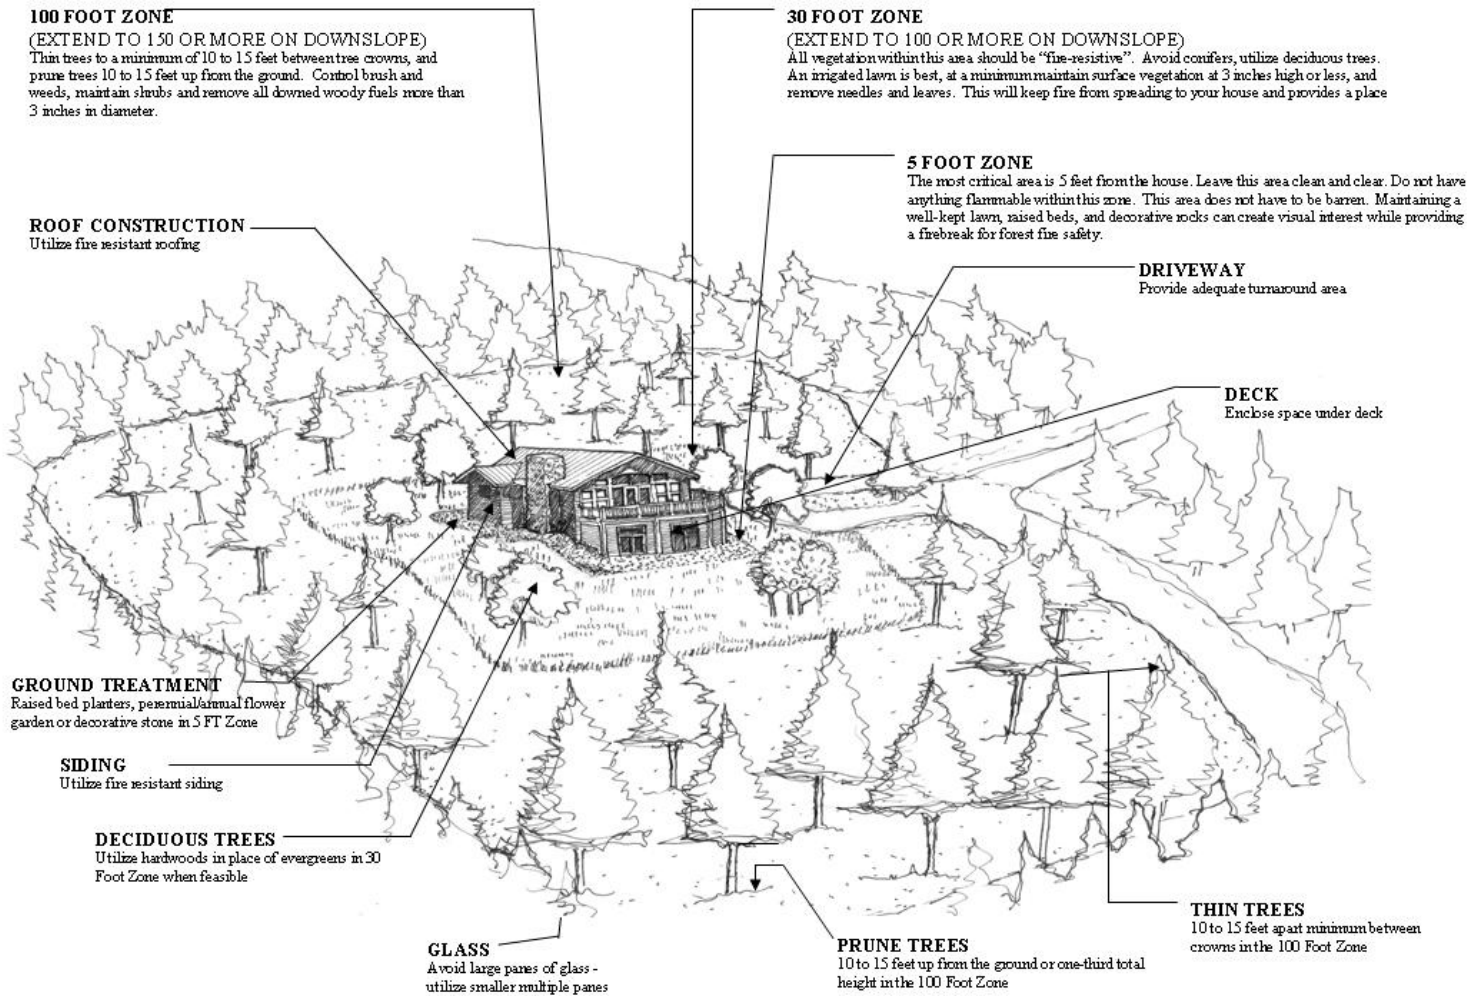 100 FOOT ZONE
(EXTEND TO 150 OR MORE ON DOWNSLOPE)
Thin trees to a minimum of 10 to 15 feet between tree crowns, and
prune trees 10 to 15 feet up from the ground. Control brush and
weeds, maintain shrubs and remove all downed woody fuels more than
3 inches in diameter.
30 FOOT ZONE
(EXTEND TO 100 OR MORE ON DOWNSLOPE)
All vegetation within this area should be “fire-resistive”. Avoid conifers, utilize deciduous trees.
An irrigated lawn is best, at a minimum maintain surface vegetation at 3 inches high or less, and
remove needles and leaves. This will keep fire from spreading to your house and provides a place
5 FOOT ZONE
The most critical area is 5 feet from the house. Leave this area clean and clear. Do not have
anything flammable within this zone. This area does not have to be barren. Maintaining a
well-kept lawn, raised beds, and decorative rocks can create visual interest while providing
a firebreak for forest fire safety.
ROOF CONSTRUCTION
Utilize fire resistant roofing
DRIVEWAY
Provide adequate turnaround area
DECK
Enclose space under deck
GROUND TREATMENT
Raised bed planters, perennial/annual flower
garden or decorative stone in 5 FT Zone
SIDING
Utilize fire resistant siding
DECIDUOUS TREES
Utilize hardwoods in place of evergreens in 30
Foot Zone when feasible
GLASS
Avoid large panes of glass -
utilize smaller multiple panes
PRUNE TREES
10 to 15 feet up from the ground or one-third total
height in the 100 Foot Zone
THIN TREES
10 to 15 feet apart minimum between
crowns in the 100 Foot Zone